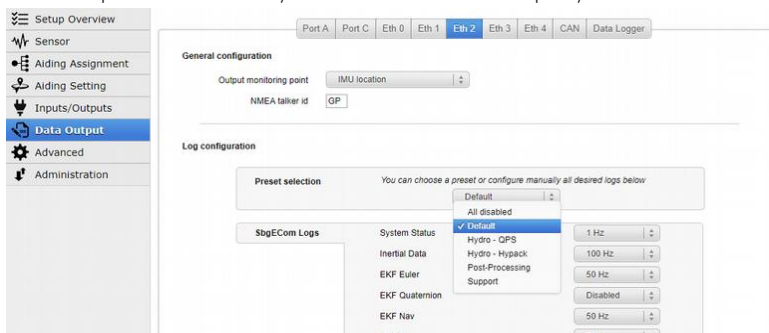 Setup Overview
Sensor
Aiding Assignment
Aiding Setting
Inputs/Outputs
Data Output
Advanced
Administration
Port A Port C Eth 0 Eth 1 Eth 2 Eth 3 Eth 4 CAN Data Logger
General configuration
Output monitoring point IMU location
NMEA talker id GP
Log configuration
Preset selection You can choose a preset or configure manually all desired logs below
Default
All disabled
✓ Default
Hydro - QPS
Hydro - Hypack
Post-Processing
Support
SbgECom Logs System Status 1 Hz
Inertial Data 100 Hz
EKF Euler 50 Hz
EKF Quaternion Disabled
EKF Nav 50 Hz